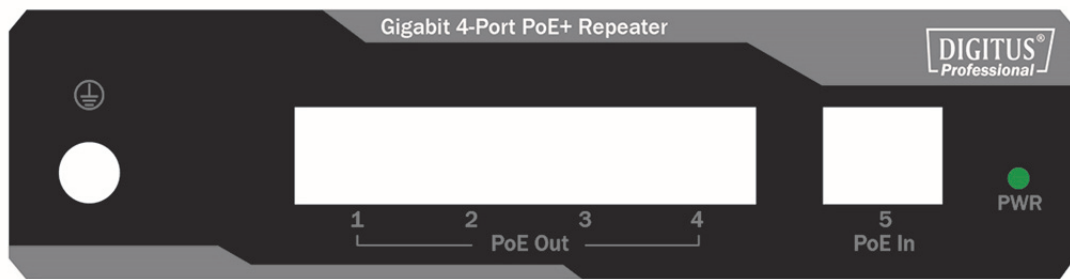 Gigabit 4-Port PoE+ Repeater
DIGITUS®
Professional
1 2 3 4 5
PoE Out PoE In
PWR